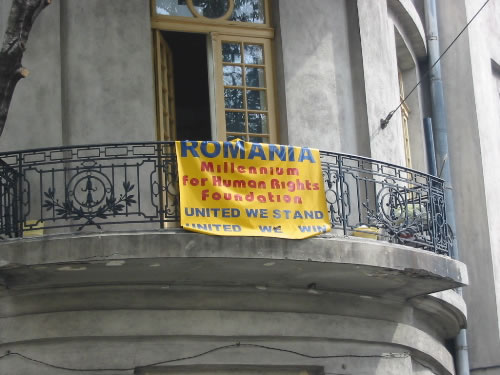 ROMANIA
Millennium
for Human Rights
Foundation
UNITED WE STAND
UNITED WE WIN